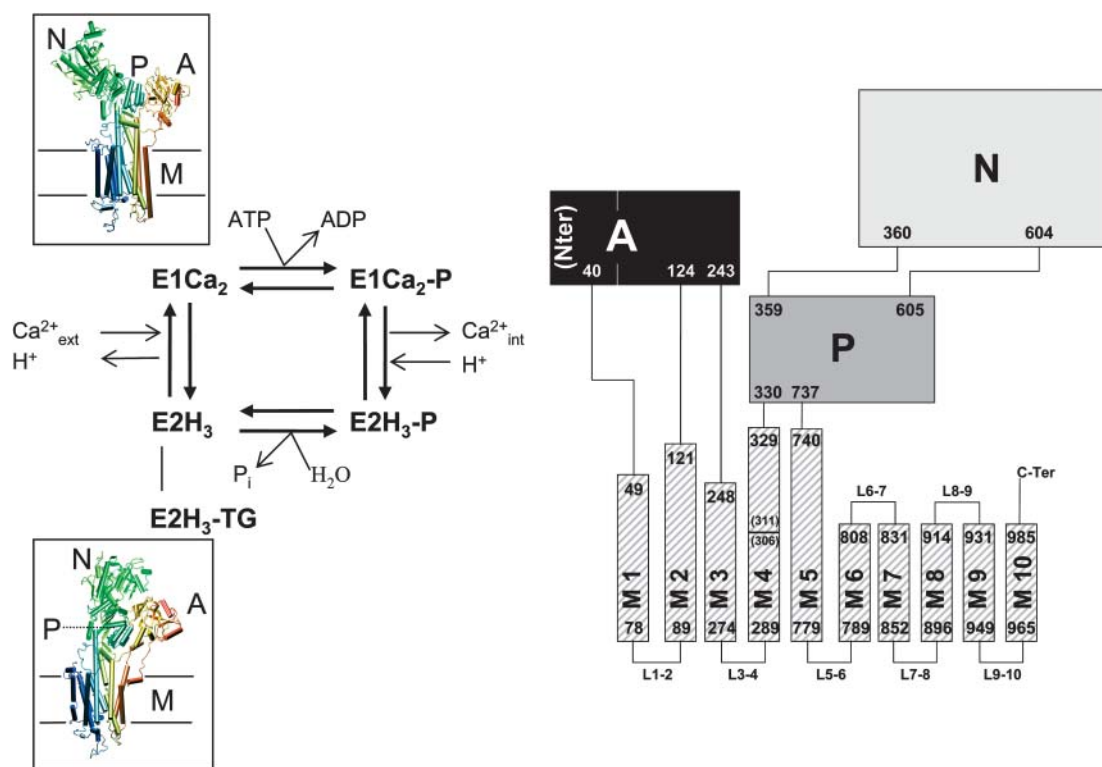 N
P
A
M
ATP ADP
E1Ca₂ E1Ca₂-P
Ca²⁺ext Ca²⁺int
H⁺ H⁺
E2H₃ E2H₃-P
Pᵢ H₂O
E2H₃-TG
N
A
P
M
N
360 604
(Nter) A
40 124 243
359 605
P
330 737
329 740
121
49 248
(311)
(306)
L6-7 L8-9 C-Ter
808 831 914 931 985
M 1 M 2 M 3 M 4 M 5 M 6 M 7 M 8 M 9 M 10
78 89 274 289 779 789 852 896 949 965
L1-2 L3-4 L5-6 L7-8 L9-10